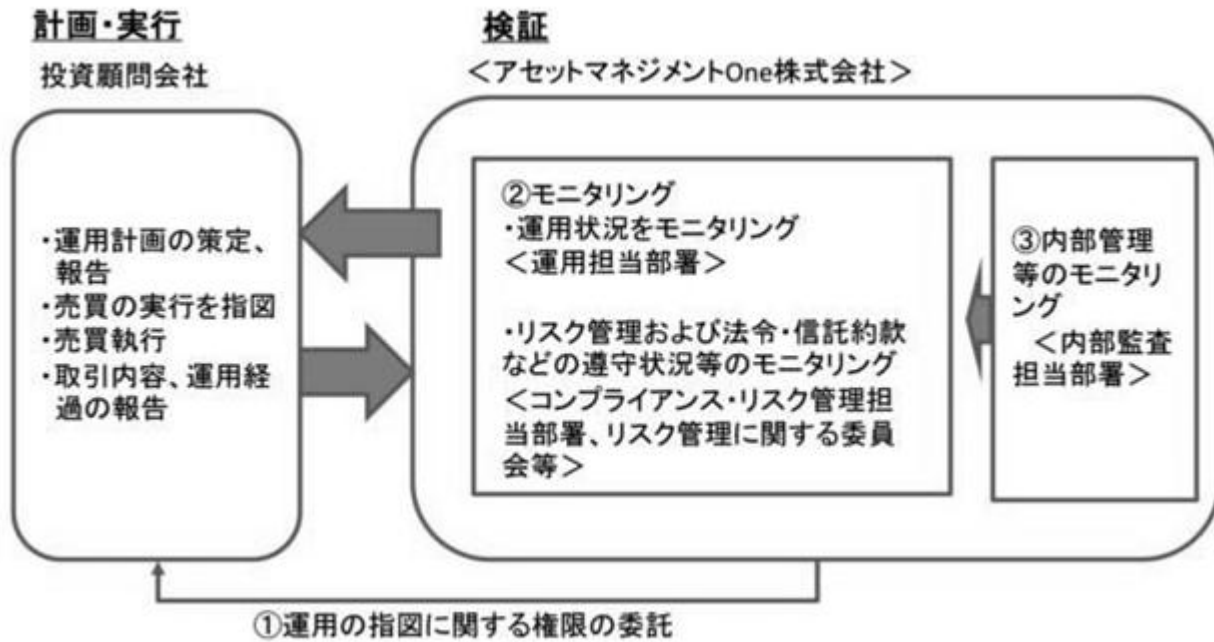 計画・実行
投資顧問会社
・運用計画の策定、
報告
・売買の実行を指図
・売買執行
・取引内容、運用経
過の報告
検証
＜アセットマネジメントOne株式会社＞
②モニタリング
・運用状況をモニタリング
＜運用担当部署＞
・リスク管理および法令・信託約款
などの遵守状況等のモニタリング
＜コンプライアンス・リスク管理担
当部署、リスク管理に関する委員
会等＞
③内部管理
等のモニタリ
ング
＜内部監査
担当部署＞
①運用の指図に関する権限の委託